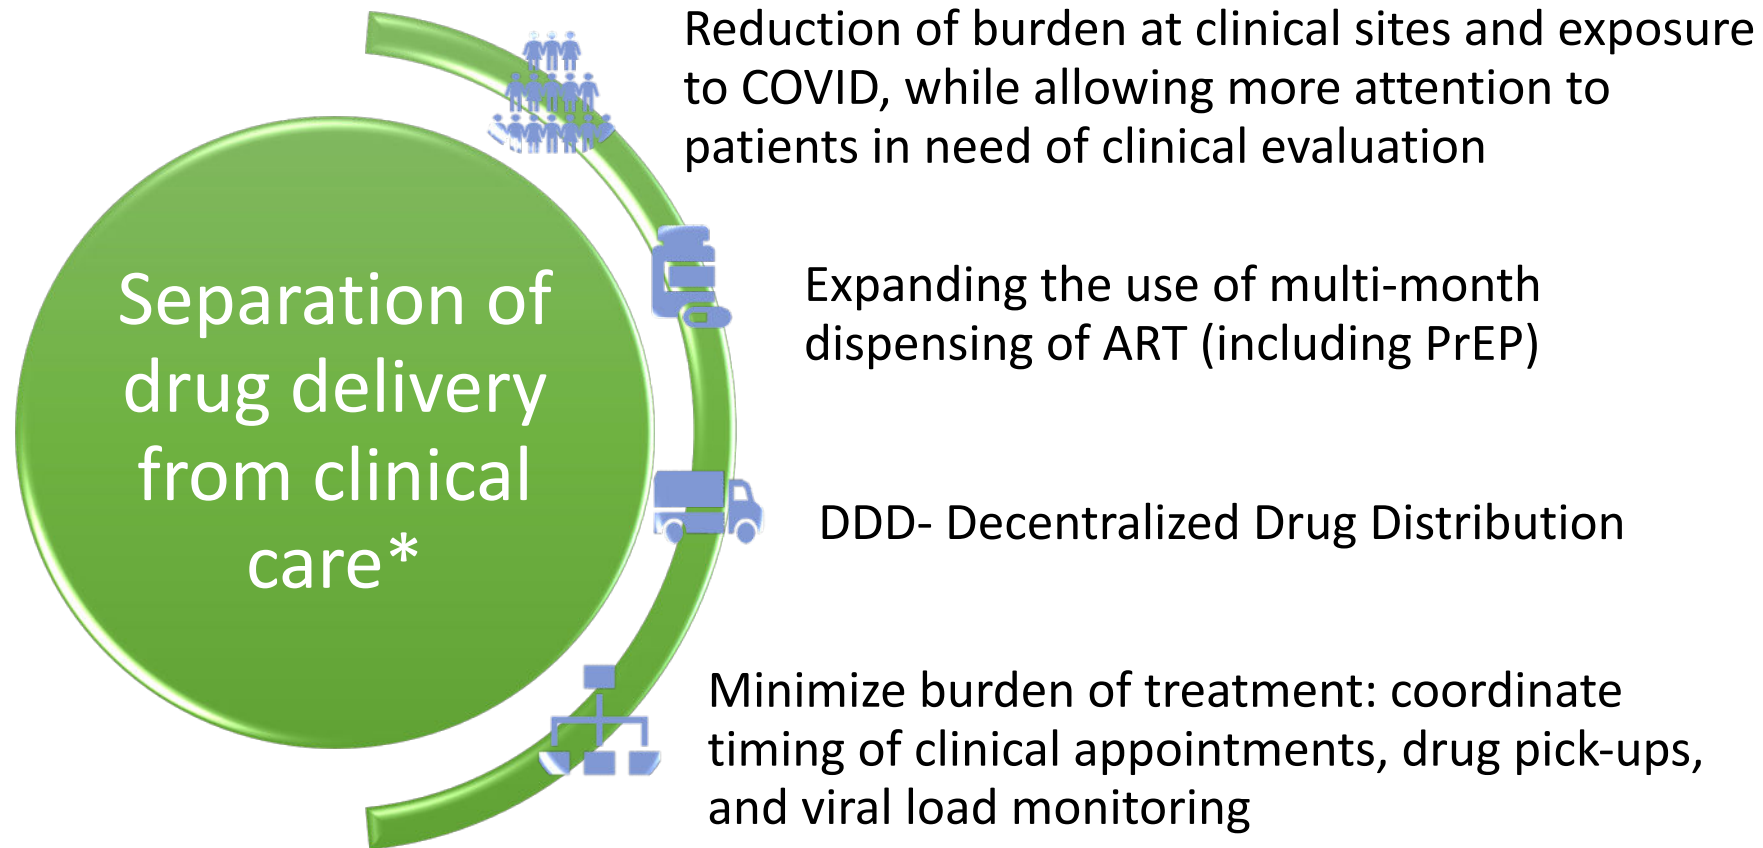 Separation of
drug delivery
from clinical
care*
Reduction of burden at clinical sites and exposure
to COVID, while allowing more attention to
patients in need of clinical evaluation
Expanding the use of multi-month
dispensing of ART (including PrEP)
DDD- Decentralized Drug Distribution
Minimize burden of treatment: coordinate
timing of clinical appointments, drug pick-ups,
and viral load monitoring